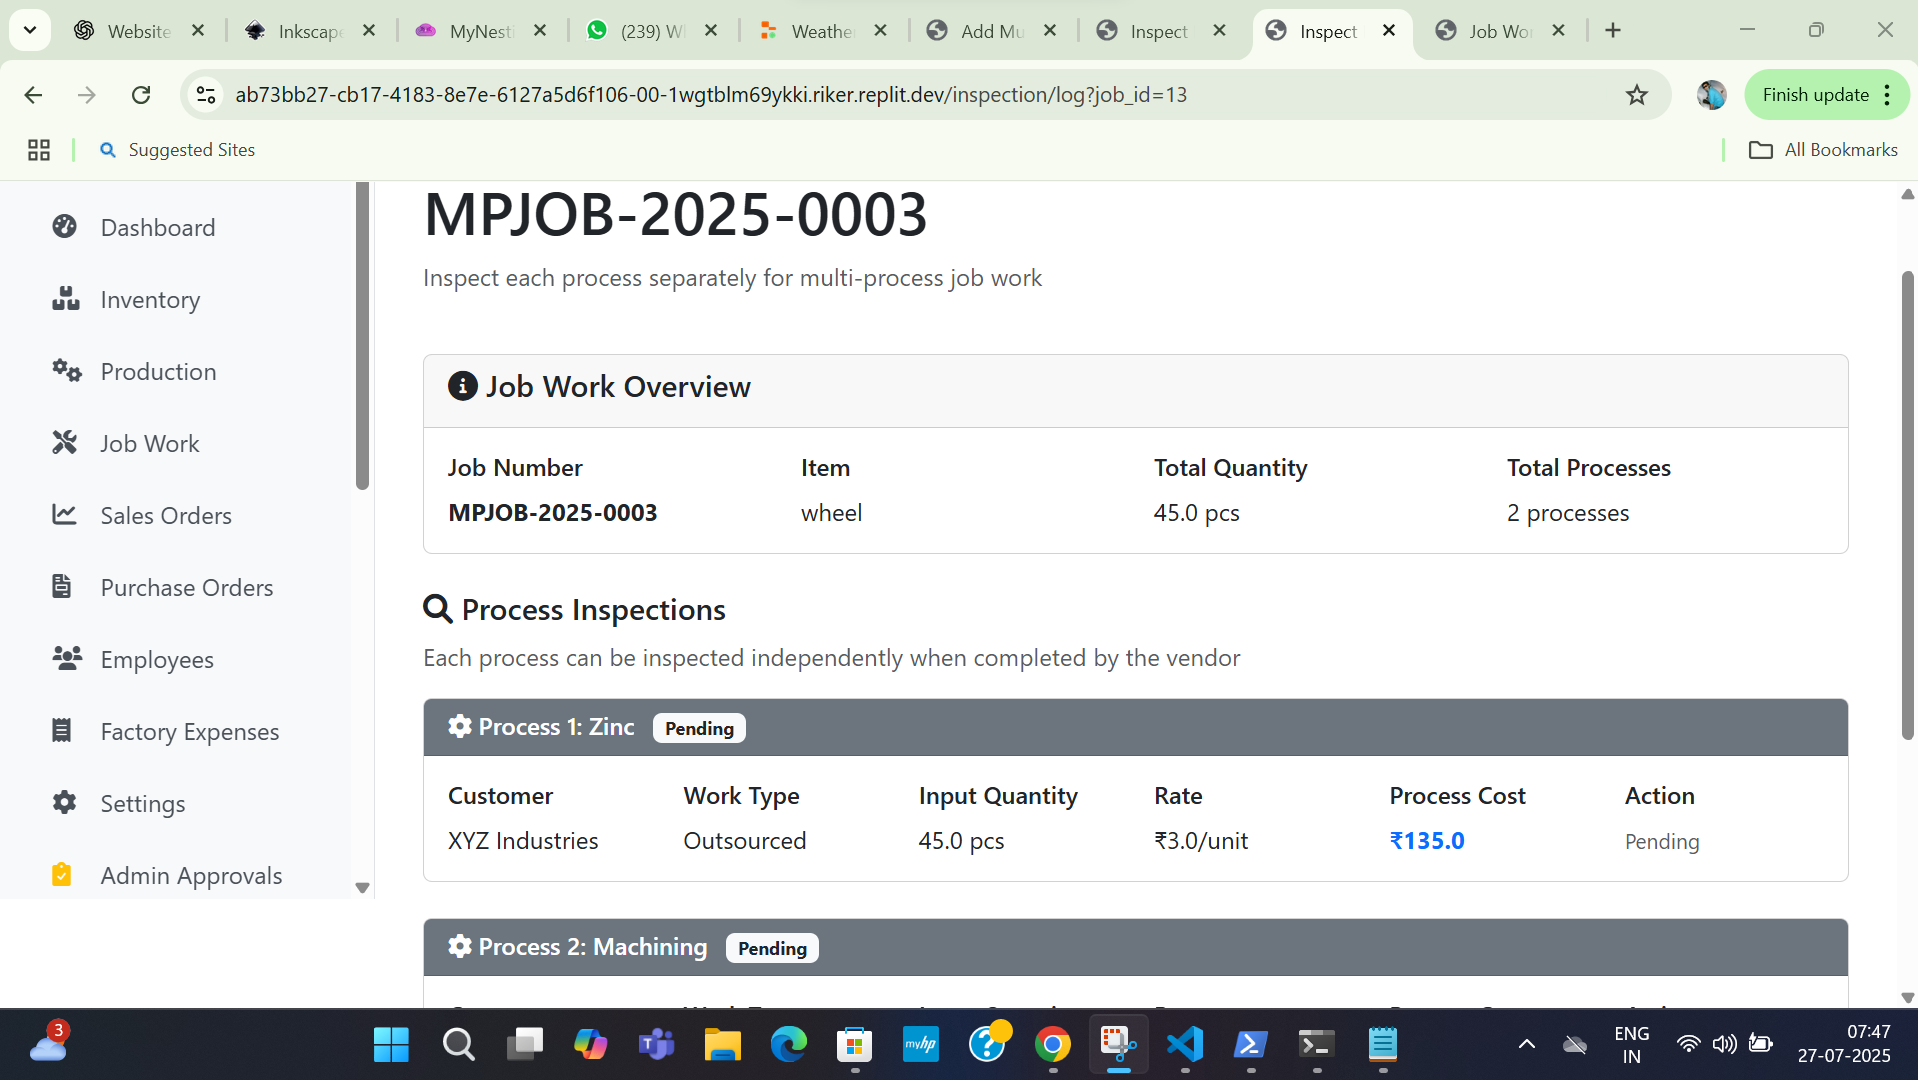 Website
Inkscape
MyNesti
(239) W
Weather
Add Mu
Inspect
Inspect
Job Wor
ab73bb27-cb17-4183-8e7e-6127a5d6f106-00-1wgtblm69ykki.riker.replit.dev/inspection/log?job_id=13
Finish update
Suggested Sites
All Bookmarks
Dashboard
Inventory
Production
Job Work
Sales Orders
Purchase Orders
Employees
Factory Expenses
Settings
Admin Approvals
MPJOB-2025-0003
Inspect each process separately for multi-process job work
Job Work Overview
Job Number Item Total Quantity Total Processes
MPJOB-2025-0003 wheel 45.0 pcs 2 processes
Process Inspections
Each process can be inspected independently when completed by the vendor
Process 1: Zinc Pending
Customer Work Type Input Quantity Rate Process Cost Action
XYZ Industries Outsourced 45.0 pcs ₹3.0/unit ₹135.0 Pending
Process 2: Machining Pending
3
myhp
ENG
IN
07:47
27-07-2025